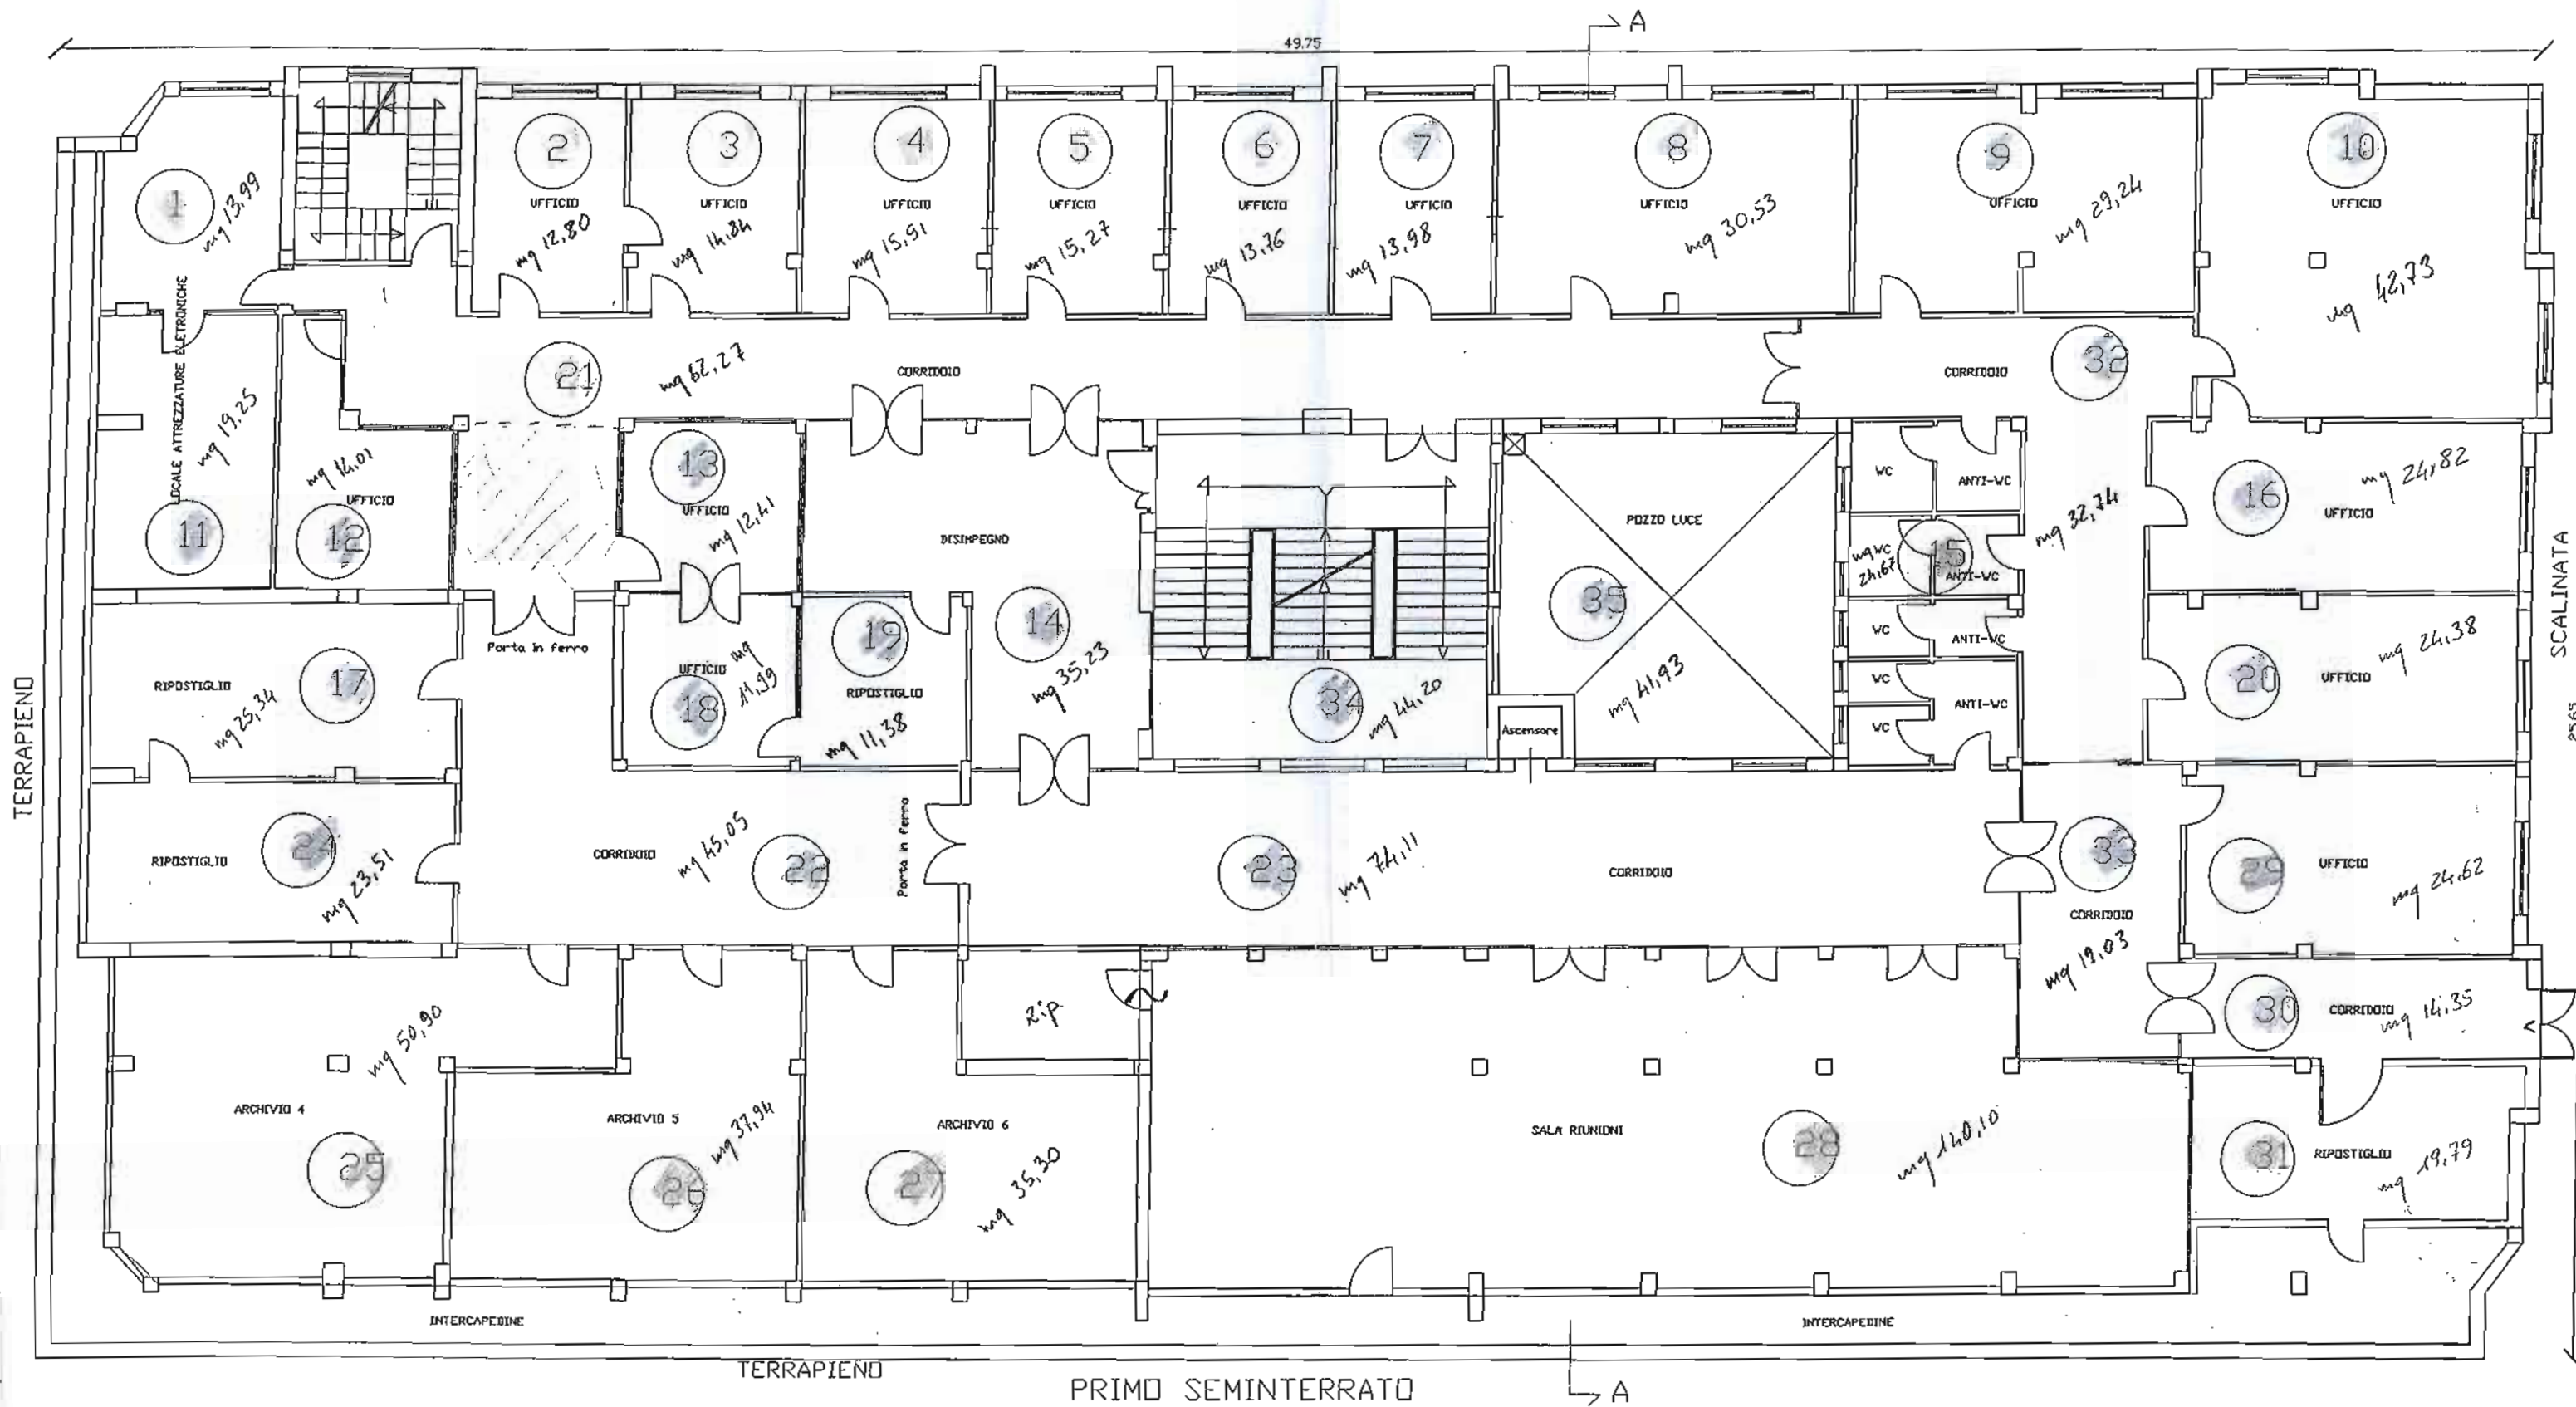 A
49.75
1
mq 13,99
2
UFFICIO
mq 12,80
3
UFFICIO
mq 14,84
4
UFFICIO
mq 15,91
5
UFFICIO
mq 15,27
6
UFFICIO
mq 13,76
7
UFFICIO
mq 13,98
8
UFFICIO
mq 30,53
9
UFFICIO
mq 29,24
10
UFFICIO
mq 42,73
LOCALE ATTREZZATURE ELETRONICHE
11
mq 19,25
12
UFFICIO
mq 14,01
21
mq 62,27
CORRIDOIO
32
CORRIDOIO
mq 32,74
13
UFFICIO
mq 12,41
DISIMPEGNO
14
mq 35,23
POZZO LUCE
35
mq 41,93
WC
ANTI-WC
15
mq WC
24,67
ANTI-WC
WC
ANTI-WC
WC
ANTI-WC
WC
16
UFFICIO
mq 24,82
SCALINATA
25.65
TERRAPIENO
RIPOSTIGLIO
17
mq 25,34
Porta in ferro
UFFICIO
18
mq
11,99
19
RIPOSTIGLIO
mq 11,38
34
mq 44,20
Ascensore
20
UFFICIO
mq 24,38
RIPOSTIGLIO
24
mq 23,51
CORRIDOIO
mq 45,05
22
Porta in ferro
23
mq 74,11
CORRIDOIO
33
CORRIDOIO
mq 19,03
29
UFFICIO
mq 24,62
30
CORRIDOIO
mq 14,35
mq 50,90
ARCHIVIO 4
25
ARCHIVIO 5
mq 37,94
26
Rip
ARCHIVIO 6
27
mq 35,30
SALA RIUNIONI
28
mq 140,10
31
RIPOSTIGLIO
mq 19,79
INTERCAPEDINE
INTERCAPEDINE
TERRAPIENO
PRIMO SEMINTERRATO
A